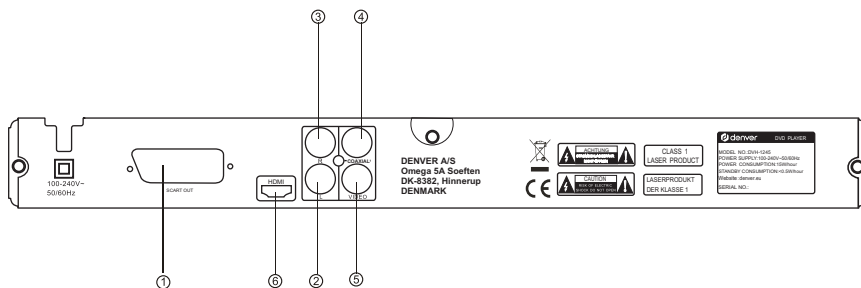 ③
④
100-240V~
50/60Hz
SCART OUT
HDMI
R
COAXIAL
L
VIDEO
DENVER A/S
Omega 5A Soeften
DK-8382, Hinnerup
DENMARK
ACHTUNG
CAUTION
RISK OF ELECTRIC
SHOCK DO NOT OPEN
CE
CLASS 1
LASER PRODUCT
LASERPRODUKT
DER KLASSE 1
denver DVD PLAYER
MODEL NO.:DVH-1245
POWER SUPPLY:100-240V~50/60Hz
POWER CONSUMPTION:15W/hour
STANDBY CONSUMPTION:<0.5W/hour
Website:denver.eu
SERIAL NO.:
①
⑥
②
⑤